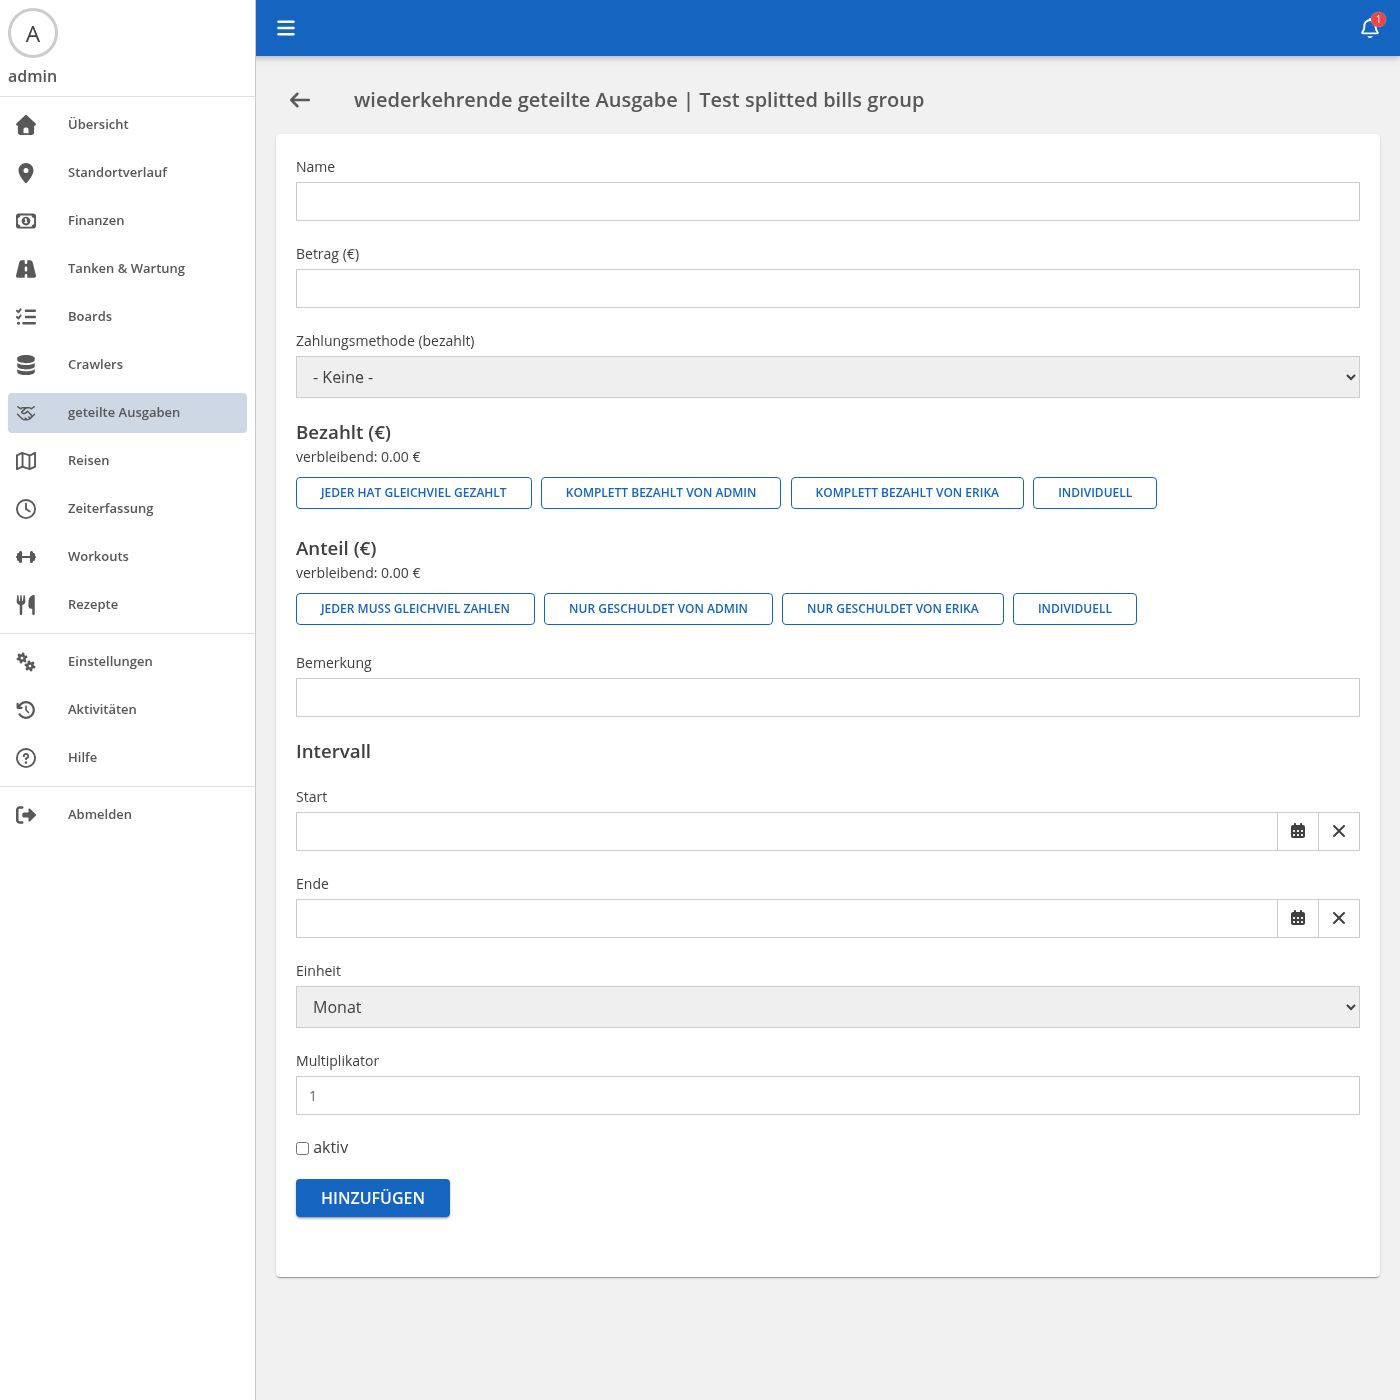 A
admin
Übersicht
Standortverlauf
Finanzen
Tanken & Wartung
Boards
Crawlers
geteilte Ausgaben
Reisen
Zeiterfassung
Workouts
Rezepte
Einstellungen
Aktivitäten
Hilfe
Abmelden
1
wiederkehrende geteilte Ausgabe | Test splitted bills group
Name
Betrag (€)
Zahlungsmethode (bezahlt)
- Keine -
Bezahlt (€)
verbleibend: 0.00 €
JEDER HAT GLEICHVIEL GEZAHLT KOMPLETT BEZAHLT VON ADMIN KOMPLETT BEZAHLT VON ERIKA INDIVIDUELL
Anteil (€)
verbleibend: 0.00 €
JEDER MUSS GLEICHVIEL ZAHLEN NUR GESCHULDET VON ADMIN NUR GESCHULDET VON ERIKA INDIVIDUELL
Bemerkung
Intervall
Start
Ende
Einheit
Monat
Multiplikator
1
aktiv
HINZUFÜGEN